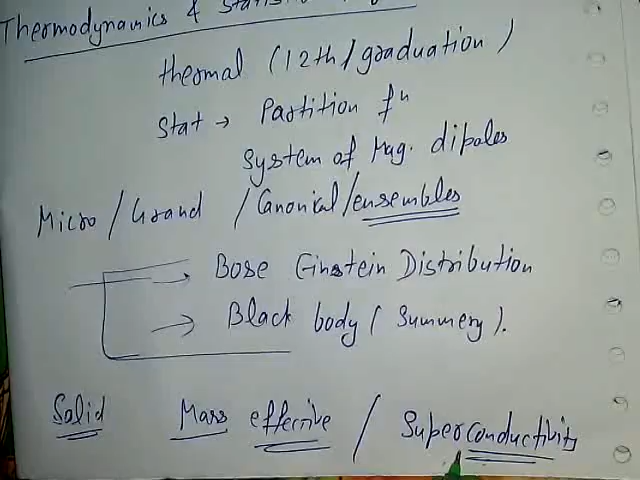 Thermodynamics & Stat
thermal (12th/graduation)
Stat → Partition fⁿ
System of Mag. dipoles
Micro/Grand /Canonical/ensembles
→ Bose Einstein Distribution
→ Black body (Summery).
Solid Mass effective / Superconductivity